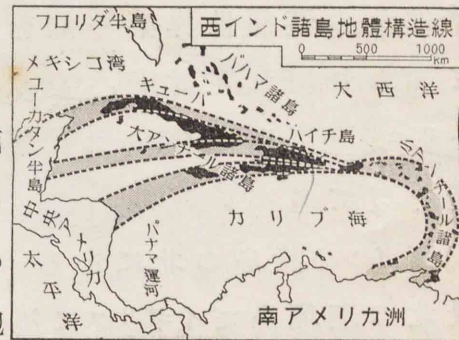 西インド諸島地體構造線
0 500 1000
km
フロリダ半島
メキシコ湾
バハマ諸島
大西洋
キューバ
ユーカタン半島
大アンチール諸島
ハイチ島
小アンチール諸島
中央アメリカ
カリブ海
パナマ運河
太平洋
南アメリカ洲